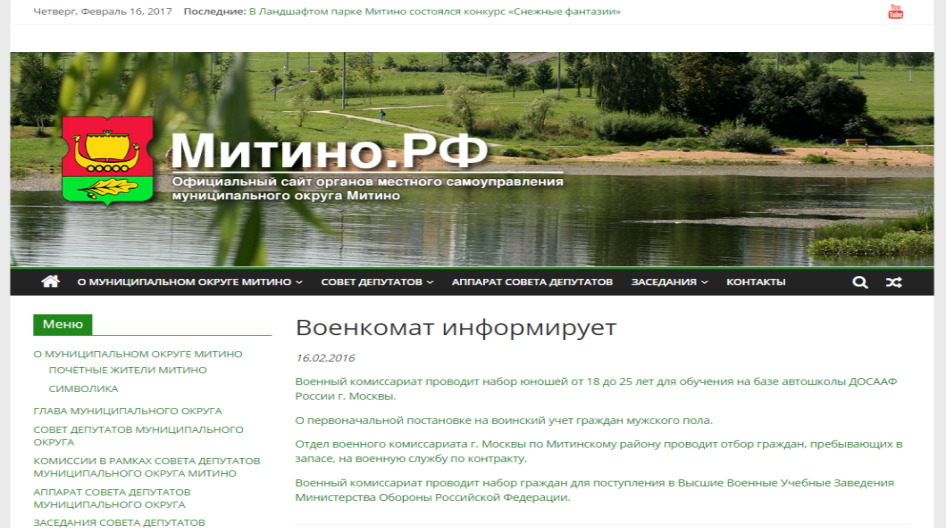 Четверг, Февраль 16, 2017 Последние: В Ландшафтом парке Митино состоялся конкурс «Снежные фантазии»
You Tube
Митино.РФ
Официальный сайт органов местного самоуправления
муниципального округа Митино
О МУНИЦИПАЛЬНОМ ОКРУГЕ МИТИНО СОВЕТ ДЕПУТАТОВ АППАРАТ СОВЕТА ДЕПУТАТОВ ЗАСЕДАНИЯ КОНТАКТЫ
Меню
О МУНИЦИПАЛЬНОМ ОКРУГЕ МИТИНО
ПОЧЁТНЫЕ ЖИТЕЛИ МИТИНО
СИМВОЛИКА
ГЛАВА МУНИЦИПАЛЬНОГО ОКРУГА
СОВЕТ ДЕПУТАТОВ МУНИЦИПАЛЬНОГО
ОКРУГА
КОМИССИИ В РАМКАХ СОВЕТА ДЕПУТАТОВ
МУНИЦИПАЛЬНОГО ОКРУГА МИТИНО
АППАРАТ СОВЕТА ДЕПУТАТОВ
МУНИЦИПАЛЬНОГО ОКРУГА
ЗАСЕДАНИЯ СОВЕТА ДЕПУТАТОВ
Военкомат информирует
16.02.2016
Военный комиссариат проводит набор юношей от 18 до 25 лет для обучения на базе автошколы ДОСААФ
России г. Москвы.
О первоначальной постановке на воинский учет граждан мужского пола.
Отдел военного комиссариата г. Москвы по Митинскому району проводит отбор граждан, пребывающих в
запасе, на военную службу по контракту.
Военный комиссариат проводит набор граждан для поступления в Высшие Военные Учебные Заведения
Министерства Обороны Российской Федерации.